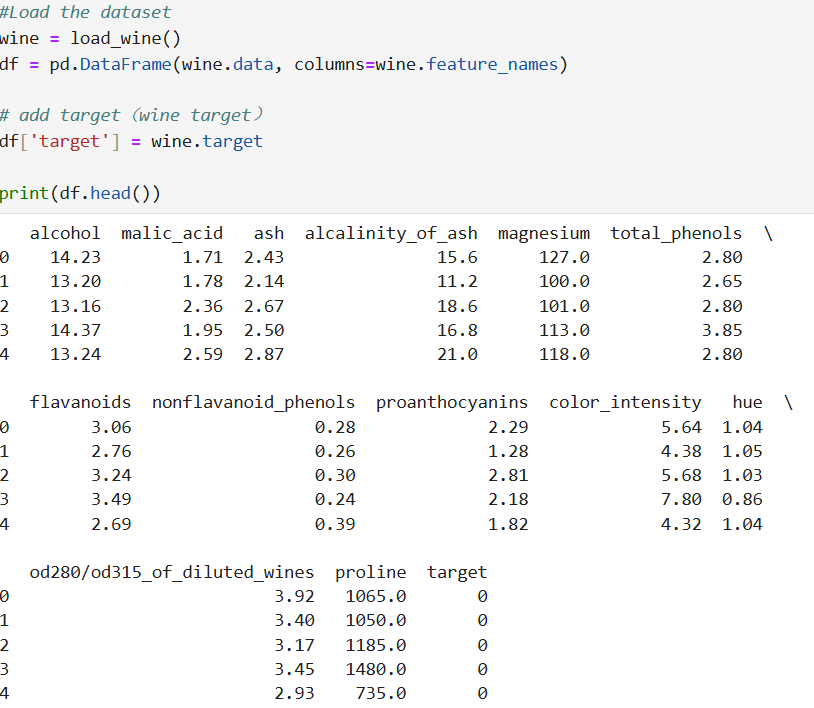 #Load the dataset
wine = load_wine()
df = pd.DataFrame(wine.data, columns=wine.feature_names)
# add target（wine target）
df['target'] = wine.target
print(df.head())
alcohol malic_acid ash alcalinity_of_ash magnesium total_phenols \
0 14.23 1.71 2.43 15.6 127.0 2.80
1 13.20 1.78 2.14 11.2 100.0 2.65
2 13.16 2.36 2.67 18.6 101.0 2.80
3 14.37 1.95 2.50 16.8 113.0 3.85
4 13.24 2.59 2.87 21.0 118.0 2.80
flavanoids nonflavanoid_phenols proanthocyanins color_intensity hue \
0 3.06 0.28 2.29 5.64 1.04
1 2.76 0.26 1.28 4.38 1.05
2 3.24 0.30 2.81 5.68 1.03
3 3.49 0.24 2.18 7.80 0.86
4 2.69 0.39 1.82 4.32 1.04
od280/od315_of_diluted_wines proline target
0 3.92 1065.0 0
1 3.40 1050.0 0
2 3.17 1185.0 0
3 3.45 1480.0 0
4 2.93 735.0 0